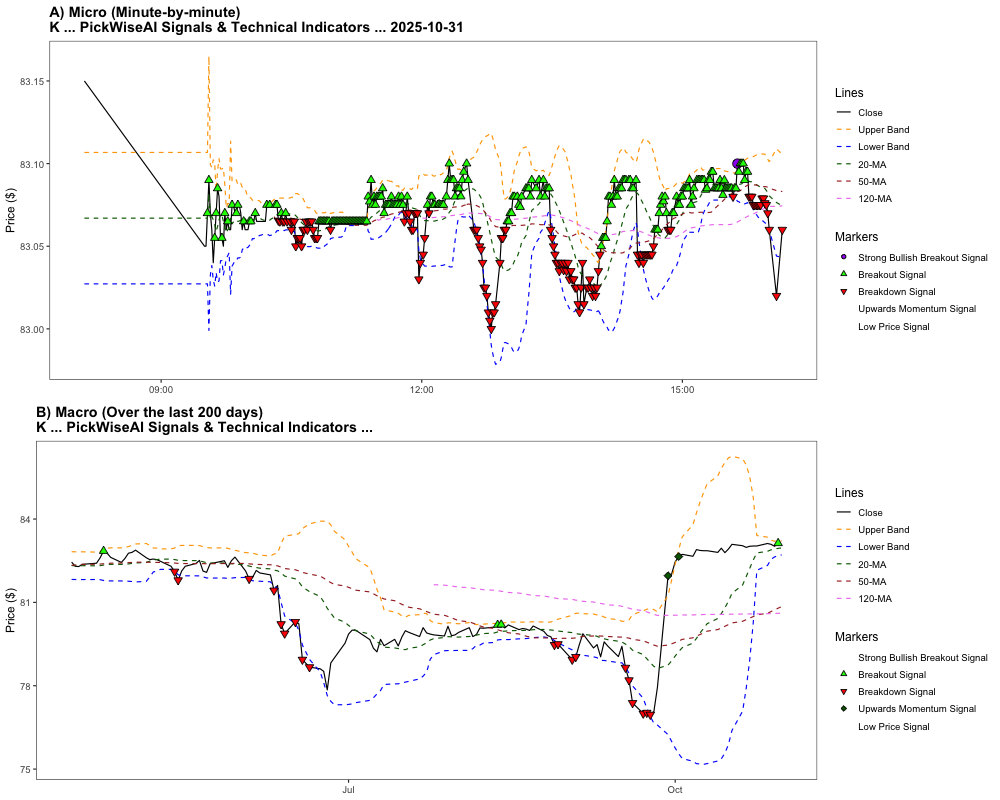 A) Micro (Minute-by-minute)
K ... PickWiseAI Signals & Technical Indicators ... 2025-10-31
Price ($)
83.15
83.10
83.05
83.00
09:00
12:00
15:00
Lines
Close
Upper Band
Lower Band
20-MA
50-MA
120-MA
Markers
Strong Bullish Breakout Signal
Breakout Signal
Breakdown Signal
Upwards Momentum Signal
Low Price Signal
B) Macro (Over the last 200 days)
K ... PickWiseAI Signals & Technical Indicators ...
Price ($)
84
81
78
75
Jul
Oct
Lines
Close
Upper Band
Lower Band
20-MA
50-MA
120-MA
Markers
Strong Bullish Breakout Signal
Breakout Signal
Breakdown Signal
Upwards Momentum Signal
Low Price Signal